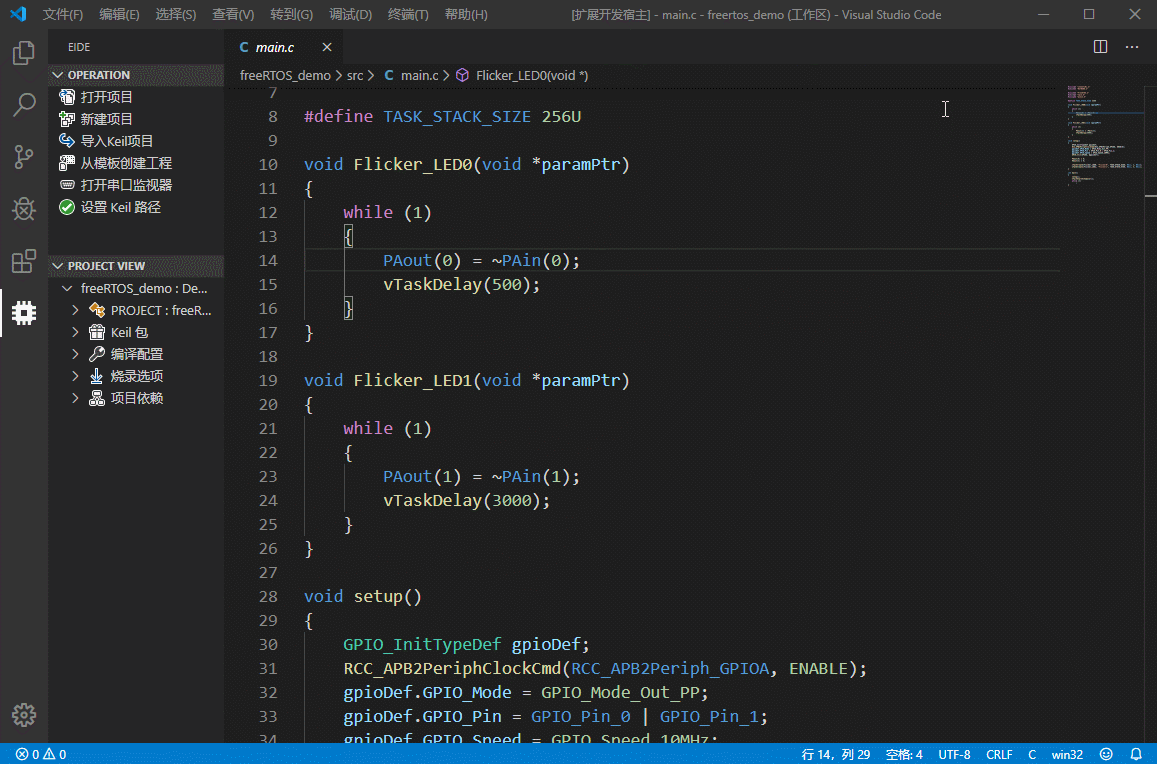 文件(F) 编辑(E) 选择(S) 查看(V) 转到(G) 调试(D) 终端(T) 帮助(H) [扩展开发宿主] - main.c - freertos_demo (工作区) - Visual Studio Code
EIDE
OPERATION
打开项目
新建项目
导入Keil项目
从模板创建工程
打开串口监视器
设置 Keil 路径
PROJECT VIEW
freeRTOS_demo : De...
PROJECT : freeR...
Keil 包
编译配置
烧录选项
项目依赖
C main.c
freeRTOS_demo > src > C main.c > Flicker_LED0(void *)
7
8 #define TASK_STACK_SIZE 256U
9
10 void Flicker_LED0(void *paramPtr)
11 {
12 while (1)
13 {
14 PAout(0) = ~PAin(0);
15 vTaskDelay(500);
16 }
17 }
18
19 void Flicker_LED1(void *paramPtr)
20 {
21 while (1)
22 {
23 PAout(1) = ~PAin(1);
24 vTaskDelay(3000);
25 }
26 }
27
28 void setup()
29 {
30 GPIO_InitTypeDef gpioDef;
31 RCC_APB2PeriphClockCmd(RCC_APB2Periph_GPIOA, ENABLE);
32 gpioDef.GPIO_Mode = GPIO_Mode_Out_PP;
33 gpioDef.GPIO_Pin = GPIO_Pin_0 | GPIO_Pin_1;
34 gpioDef.GPIO_Speed = GPIO_Speed_10MHz;
0 0 行 14，列 29 空格: 4 UTF-8 CRLF C win32